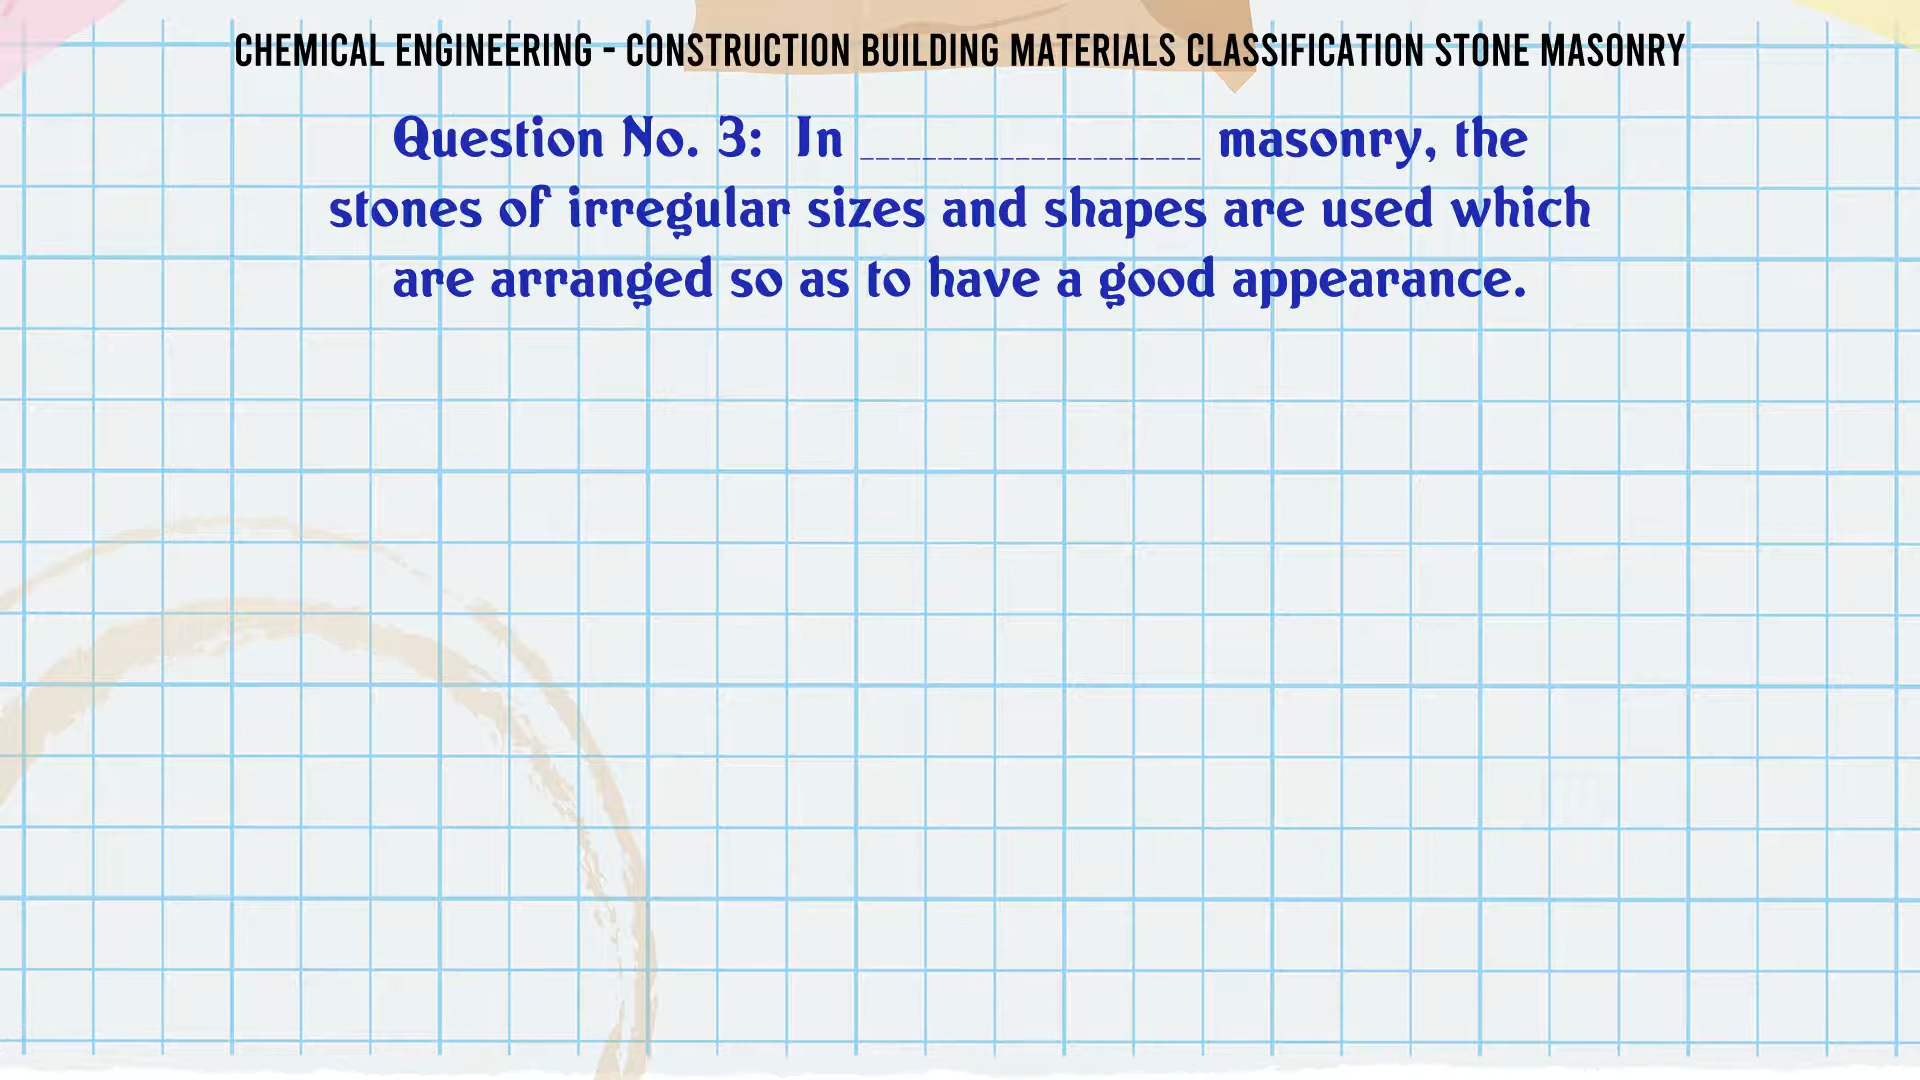 CHEMICAL ENGINEERING - CONSTRUCTION BUILDING MATERIALS CLASSIFICATION STONE MASONRY
Question No. 3:  In ______________________ masonry, the
stones of irregular sizes and shapes are used which
are arranged so as to have a good appearance.